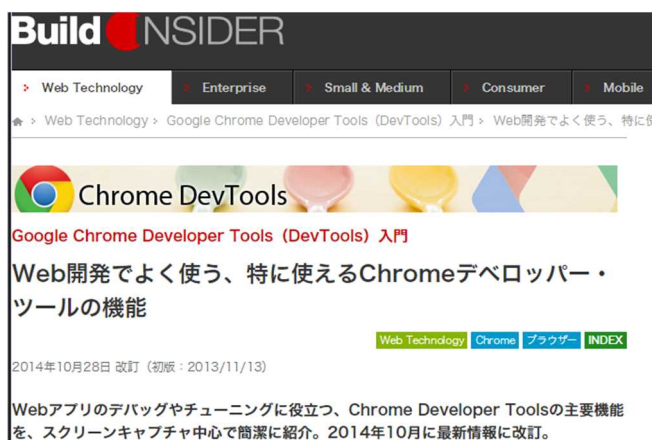 Build INSIDER
Web Technology Enterprise Small & Medium Consumer Mobile
Web Technology > Google Chrome Developer Tools（DevTools）入門 > Web開発でよく使う、特に
Chrome DevTools
Google Chrome Developer Tools（DevTools）入門
Web開発でよく使う、特に使えるChromeデベロッパー・
ツールの機能
Web Technology Chrome ブラウザー INDEX
2014年10月28日 改訂（初版：2013/11/13）
Webアプリのデバッグやチューニングに役立つ、Chrome Developer Toolsの主要機能
を、スクリーンキャプチャ中心で簡潔に紹介。2014年10月に最新情報に改訂。